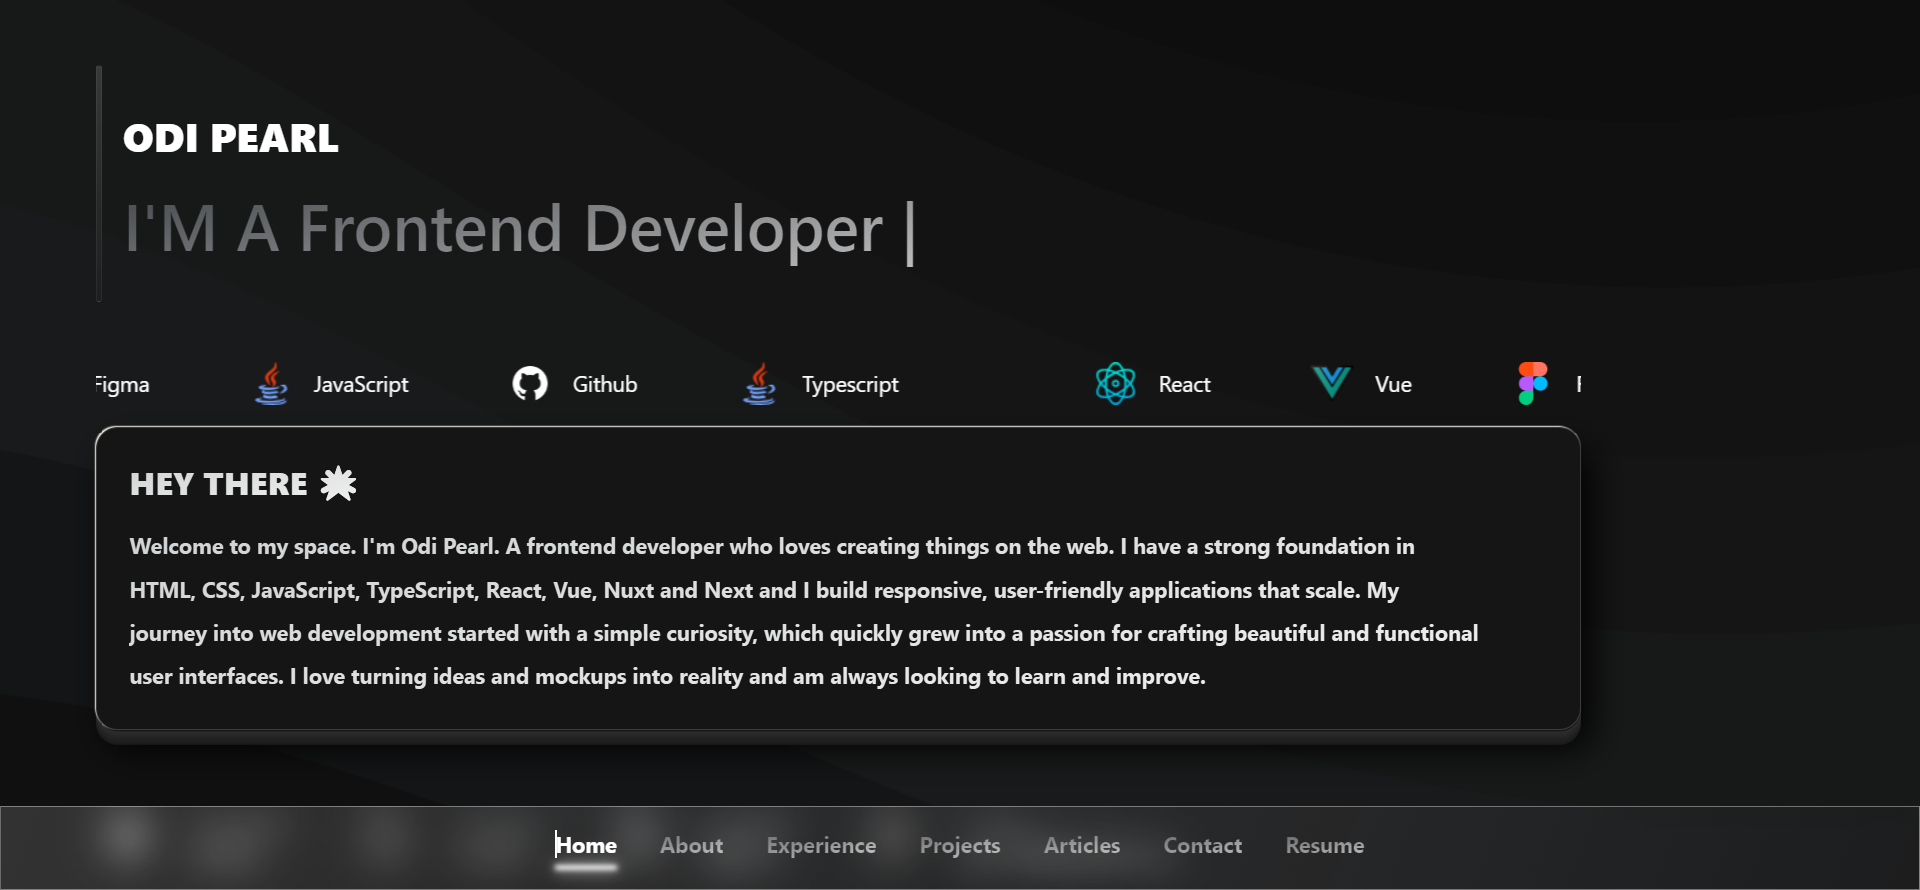 ODI PEARL
I'M A Frontend Developer |
Figma JavaScript Github Typescript React Vue
HEY THERE
Welcome to my space. I'm Odi Pearl. A frontend developer who loves creating things on the web. I have a strong foundation in
HTML, CSS, JavaScript, TypeScript, React, Vue, Nuxt and Next and I build responsive, user-friendly applications that scale. My
journey into web development started with a simple curiosity, which quickly grew into a passion for crafting beautiful and functional
user interfaces. I love turning ideas and mockups into reality and am always looking to learn and improve.
Home About Experience Projects Articles Contact Resume